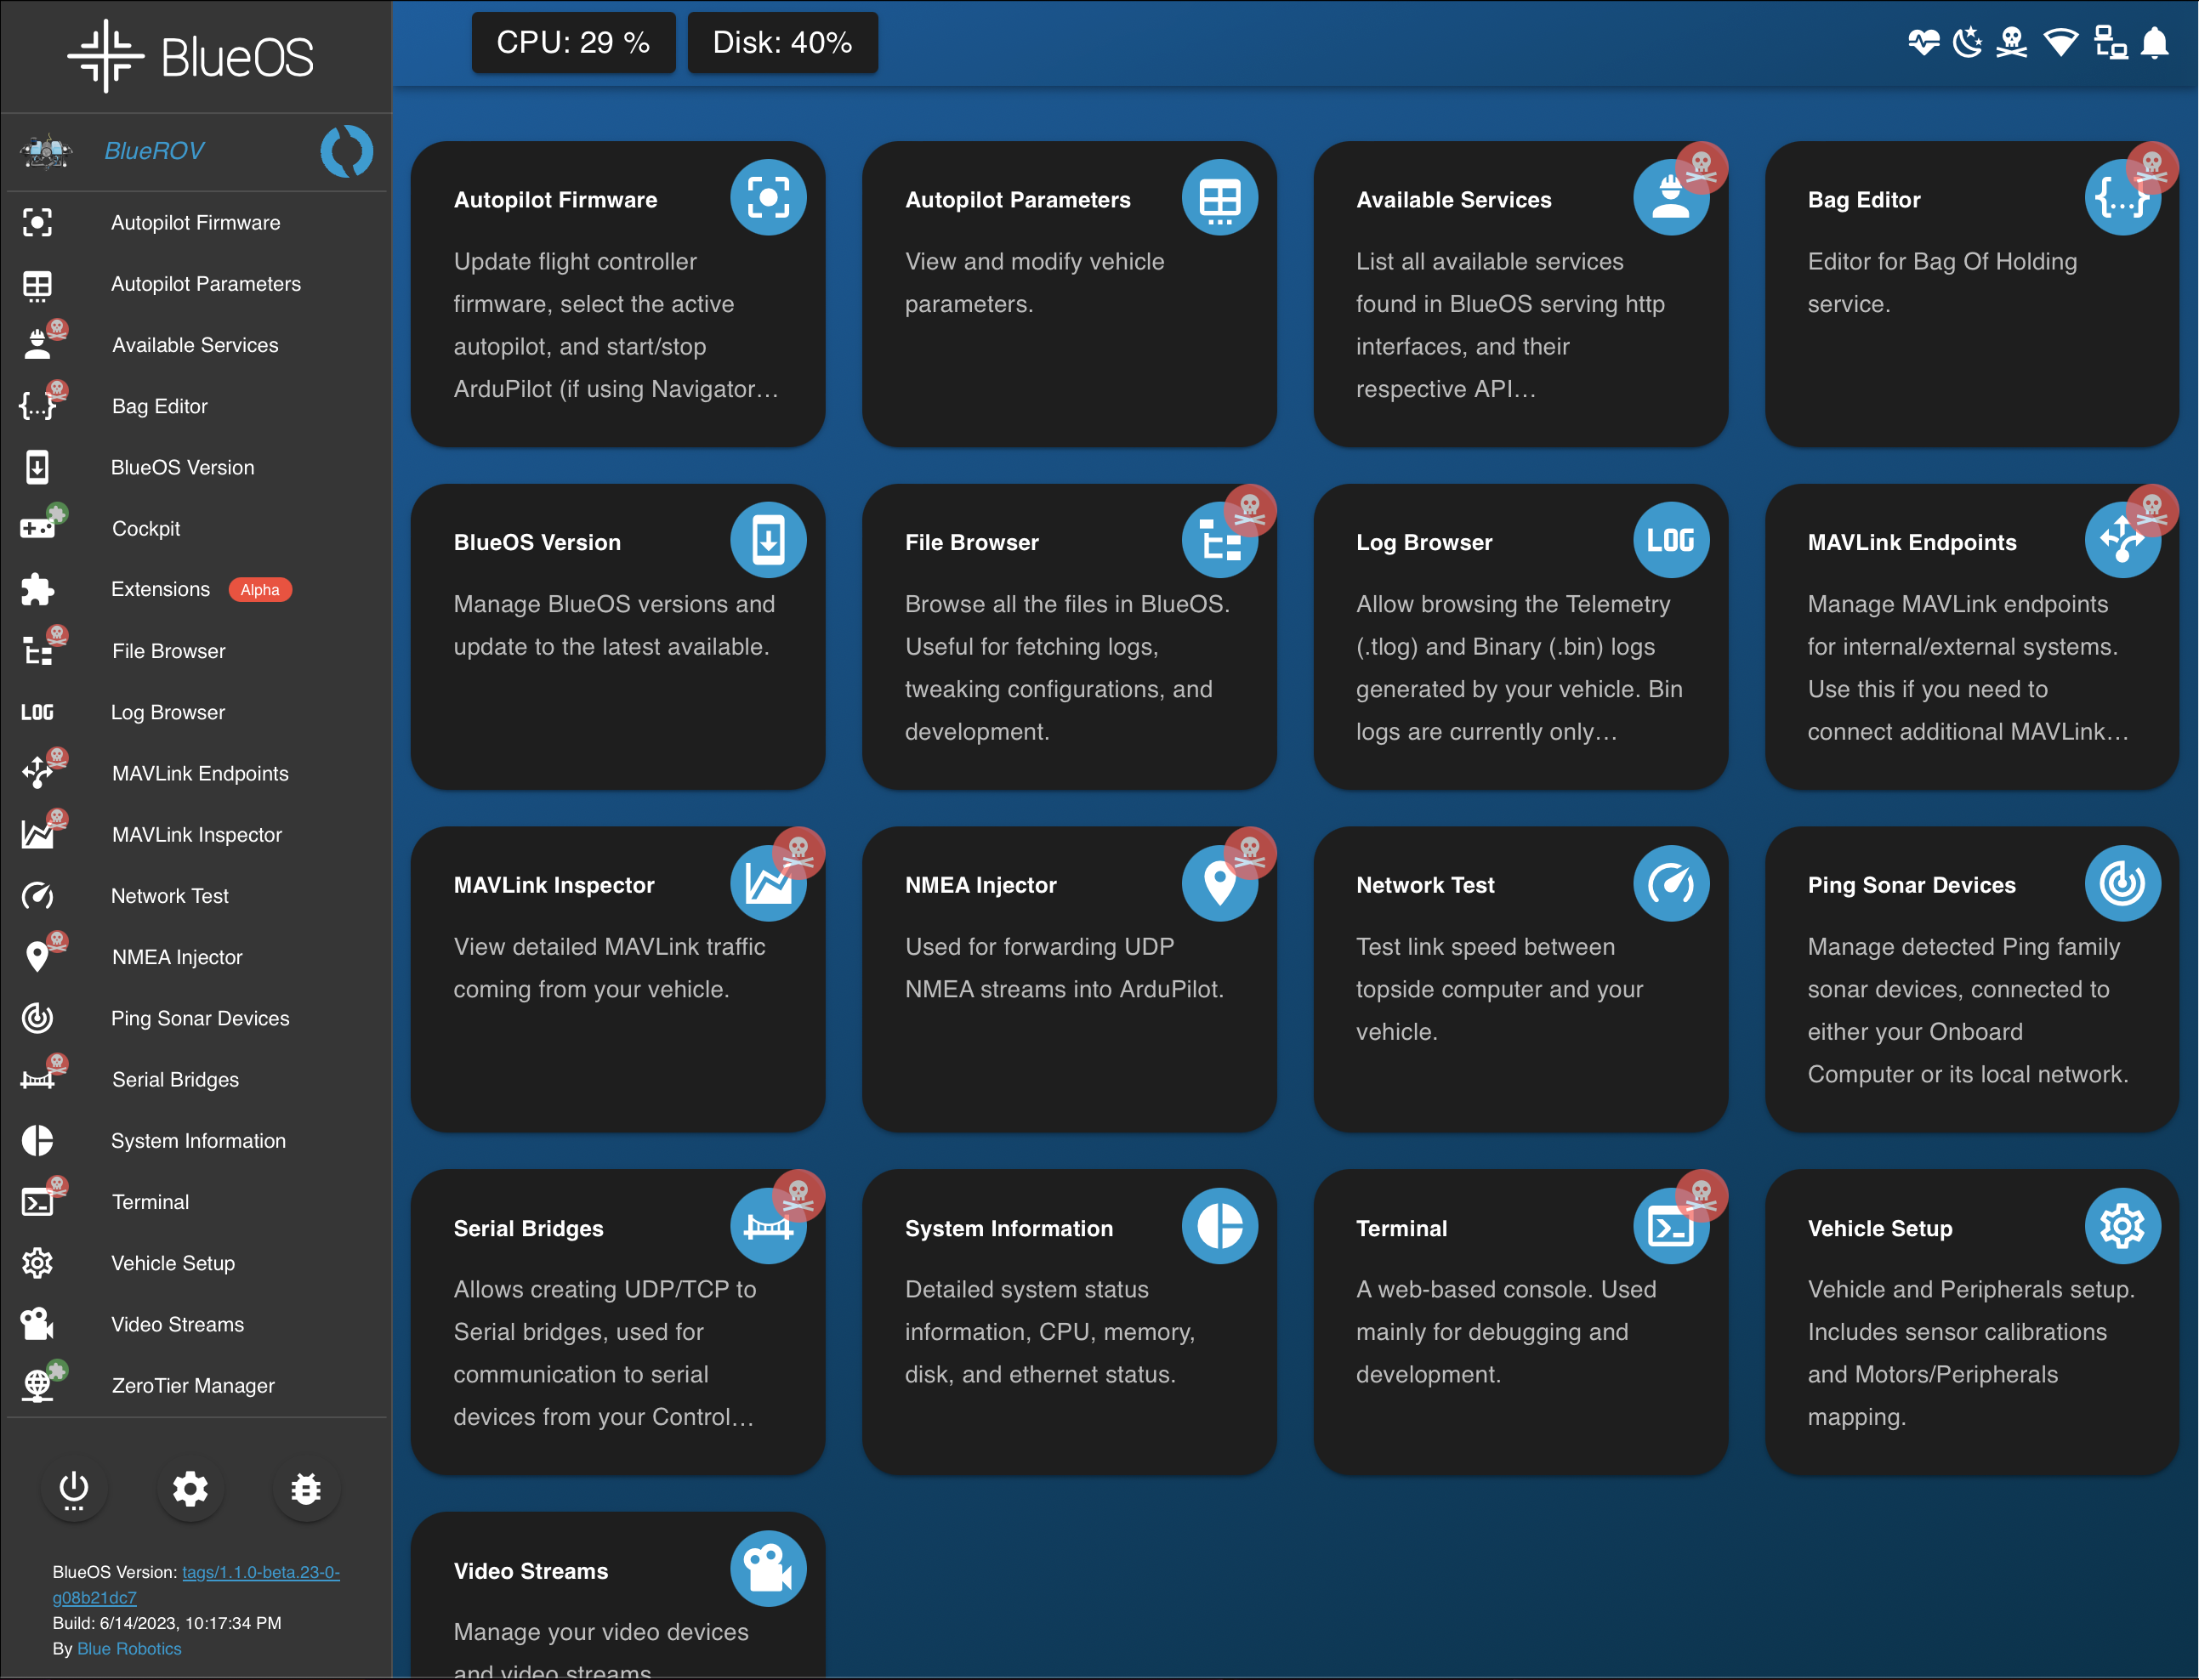 BlueOS
CPU: 29 %
Disk: 40%
BlueROV
Autopilot Firmware
Autopilot Parameters
Available Services
{...} Bag Editor
BlueOS Version
Cockpit
Extensions Alpha
File Browser
LOG Log Browser
MAVLink Endpoints
MAVLink Inspector
Network Test
NMEA Injector
Ping Sonar Devices
Serial Bridges
System Information
Terminal
Vehicle Setup
Video Streams
ZeroTier Manager
BlueOS Version: tags/1.1.0-beta.23-0-
g08b21dc7
Build: 6/14/2023, 10:17:34 PM
By Blue Robotics
Autopilot Firmware
Update flight controller
firmware, select the active
autopilot, and start/stop
ArduPilot (if using Navigator…
Autopilot Parameters
View and modify vehicle
parameters.
Available Services
List all available services
found in BlueOS serving http
interfaces, and their
respective API…
Bag Editor {...}
Editor for Bag Of Holding
service.
BlueOS Version
Manage BlueOS versions and
update to the latest available.
File Browser
Browse all the files in BlueOS.
Useful for fetching logs,
tweaking configurations, and
development.
Log Browser LOG
Allow browsing the Telemetry
(.tlog) and Binary (.bin) logs
generated by your vehicle. Bin
logs are currently only…
MAVLink Endpoints
Manage MAVLink endpoints
for internal/external systems.
Use this if you need to
connect additional MAVLink…
MAVLink Inspector
View detailed MAVLink traffic
coming from your vehicle.
NMEA Injector
Used for forwarding UDP
NMEA streams into ArduPilot.
Network Test
Test link speed between
topside computer and your
vehicle.
Ping Sonar Devices
Manage detected Ping family
sonar devices, connected to
either your Onboard
Computer or its local network.
Serial Bridges
Allows creating UDP/TCP to
Serial bridges, used for
communication to serial
devices from your Control…
System Information
Detailed system status
information, CPU, memory,
disk, and ethernet status.
Terminal
A web-based console. Used
mainly for debugging and
development.
Vehicle Setup
Vehicle and Peripherals setup.
Includes sensor calibrations
and Motors/Peripherals
mapping.
Video Streams
Manage your video devices
and video streams